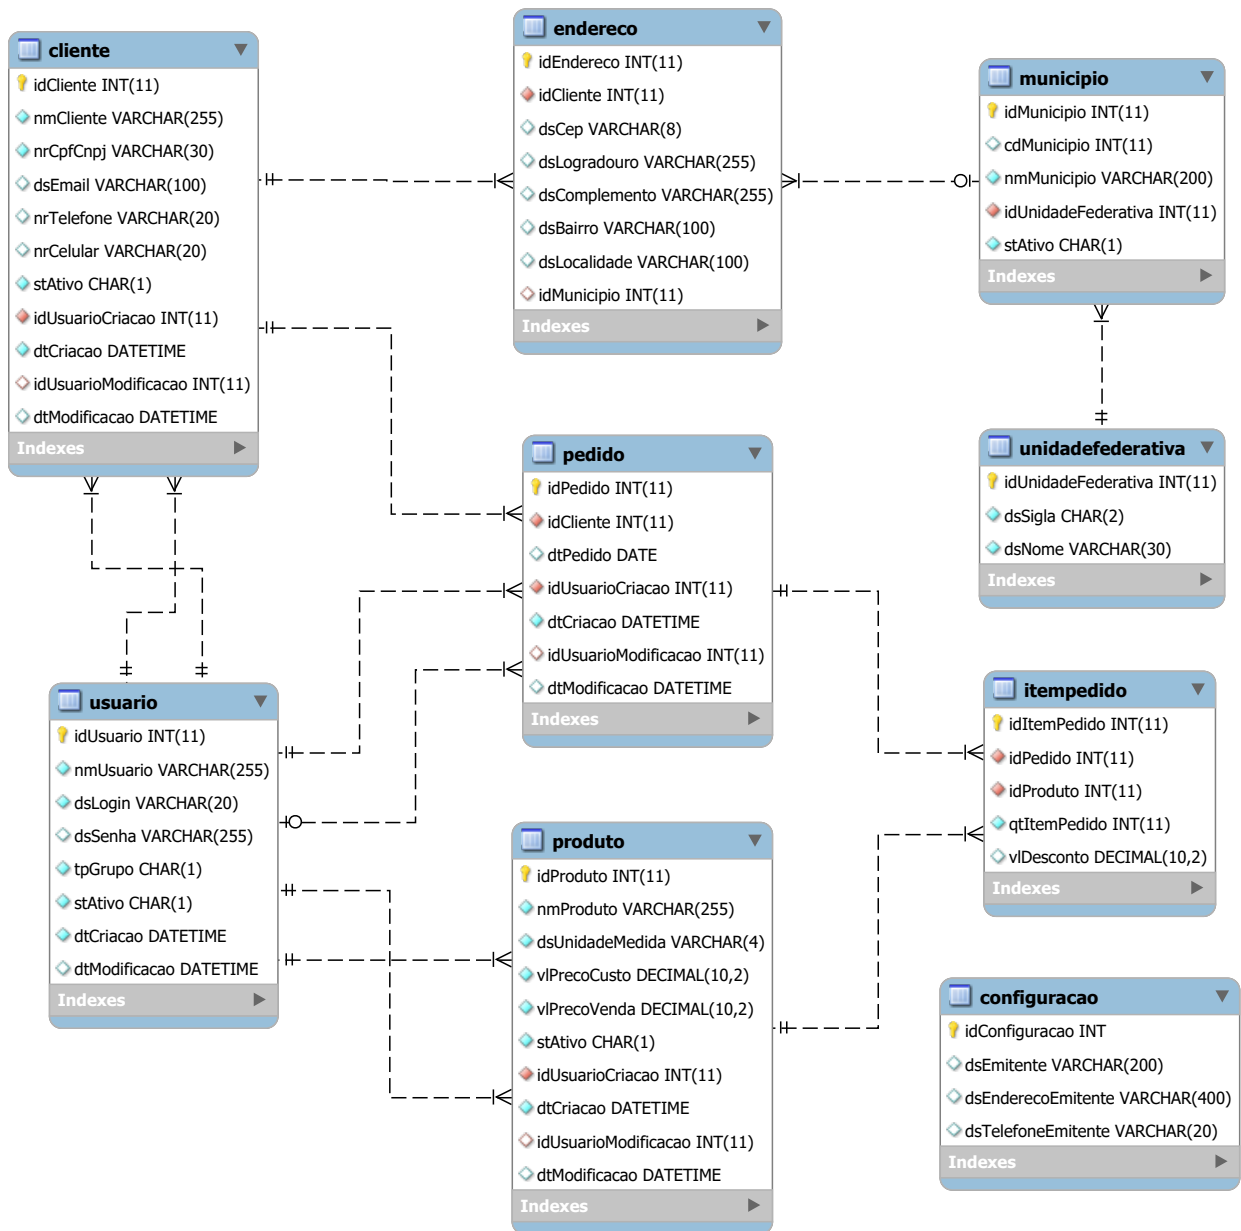 cliente
idCliente INT(11)
nmCliente VARCHAR(255)
nrCpfCnpj VARCHAR(30)
dsEmail VARCHAR(100)
nrTelefone VARCHAR(20)
nrCelular VARCHAR(20)
stAtivo CHAR(1)
idUsuarioCriacao INT(11)
dtCriacao DATETIME
idUsuarioModificacao INT(11)
dtModificacao DATETIME
Indexes
endereco
idEndereco INT(11)
idCliente INT(11)
dsCep VARCHAR(8)
dsLogradouro VARCHAR(255)
dsComplemento VARCHAR(255)
dsBairro VARCHAR(100)
dsLocalidade VARCHAR(100)
idMunicipio INT(11)
Indexes
municipio
idMunicipio INT(11)
cdMunicipio INT(11)
nmMunicipio VARCHAR(200)
idUnidadeFederativa INT(11)
stAtivo CHAR(1)
Indexes
pedido
idPedido INT(11)
idCliente INT(11)
dtPedido DATE
idUsuarioCriacao INT(11)
dtCriacao DATETIME
idUsuarioModificacao INT(11)
dtModificacao DATETIME
Indexes
unidadefederativa
idUnidadeFederativa INT(11)
dsSigla CHAR(2)
dsNome VARCHAR(30)
Indexes
usuario
idUsuario INT(11)
nmUsuario VARCHAR(255)
dsLogin VARCHAR(20)
dsSenha VARCHAR(255)
tpGrupo CHAR(1)
stAtivo CHAR(1)
dtCriacao DATETIME
dtModificacao DATETIME
Indexes
produto
idProduto INT(11)
nmProduto VARCHAR(255)
dsUnidadeMedida VARCHAR(4)
vlPrecoCusto DECIMAL(10,2)
vlPrecoVenda DECIMAL(10,2)
stAtivo CHAR(1)
idUsuarioCriacao INT(11)
dtCriacao DATETIME
idUsuarioModificacao INT(11)
dtModificacao DATETIME
Indexes
itempedido
idItemPedido INT(11)
idPedido INT(11)
idProduto INT(11)
qtItemPedido INT(11)
vlDesconto DECIMAL(10,2)
Indexes
configuracao
idConfiguracao INT
dsEmitente VARCHAR(200)
dsEnderecoEmitente VARCHAR(400)
dsTelefoneEmitente VARCHAR(20)
Indexes